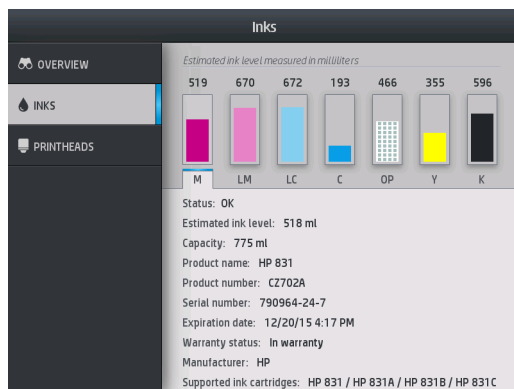 Inks
OVERVIEW
INKS
PRINTHEADS
Estimated ink level measured in milliliters
519 670 672 193 466 355 596
M LM LC C OP Y K
Status: OK
Estimated ink level: 518 ml
Capacity: 775 ml
Product name: HP 831
Product number: CZ702A
Serial number: 790964-24-7
Expiration date: 12/20/15 4:17 PM
Warranty status: In warranty
Manufacturer: HP
Supported ink cartridges: HP 831 / HP 831A / HP 831B / HP 831C